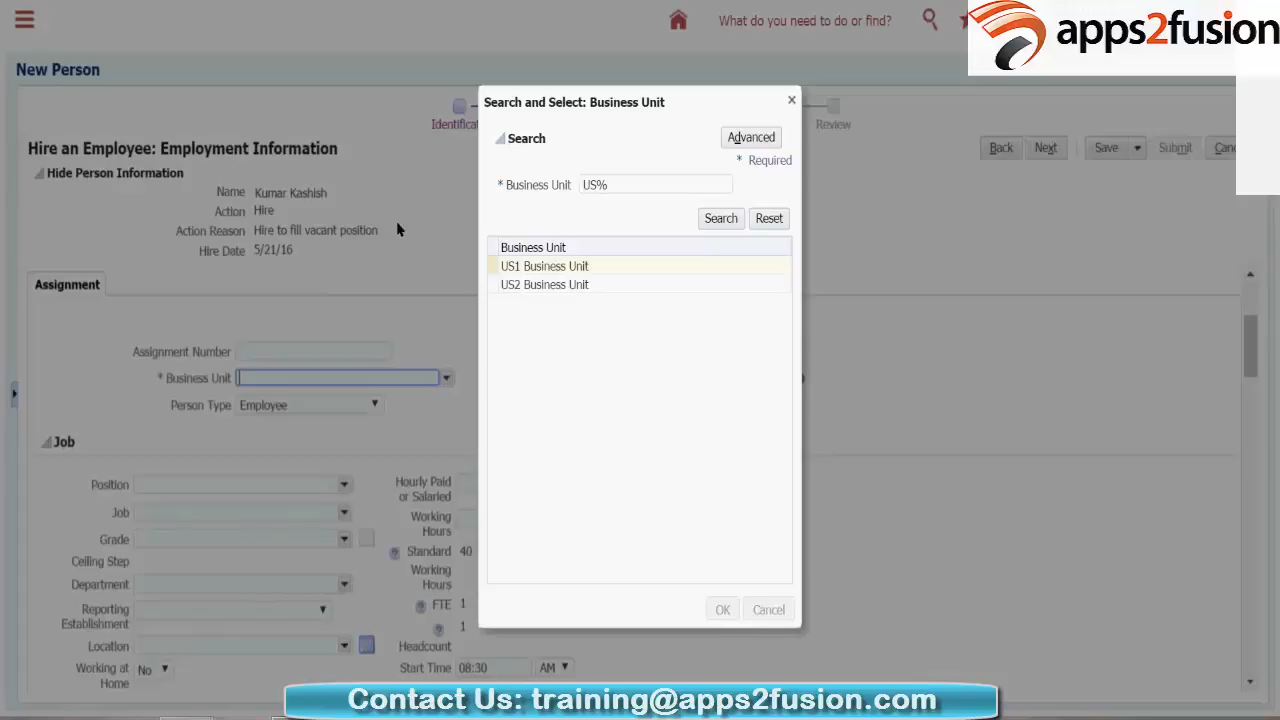 What do you need to do or find?
apps2fusion
New Person
Identificat
Review
Hire an Employee: Employment Information
Back
Next
Save
Submit
Canc
Hide Person Information
Name Kumar Kashish
Action Hire
Action Reason Hire to fill vacant position
Hire Date 5/21/16
Assignment
Assignment Number
* Business Unit
Person Type Employee
Job
Position
Job
Grade
Ceiling Step
Department
Reporting
Establishment
Location
Working at
Home
No
Hourly Paid
or Salaried
Working
Hours
Standard 40
Working
Hours
FTE 1
1
Headcount
Start Time 08:30 AM
Search and Select: Business Unit
Search
Advanced
* Required
* Business Unit US%
Search Reset
Business Unit
US1 Business Unit
US2 Business Unit
OK Cancel
Contact Us: training@apps2fusion.com